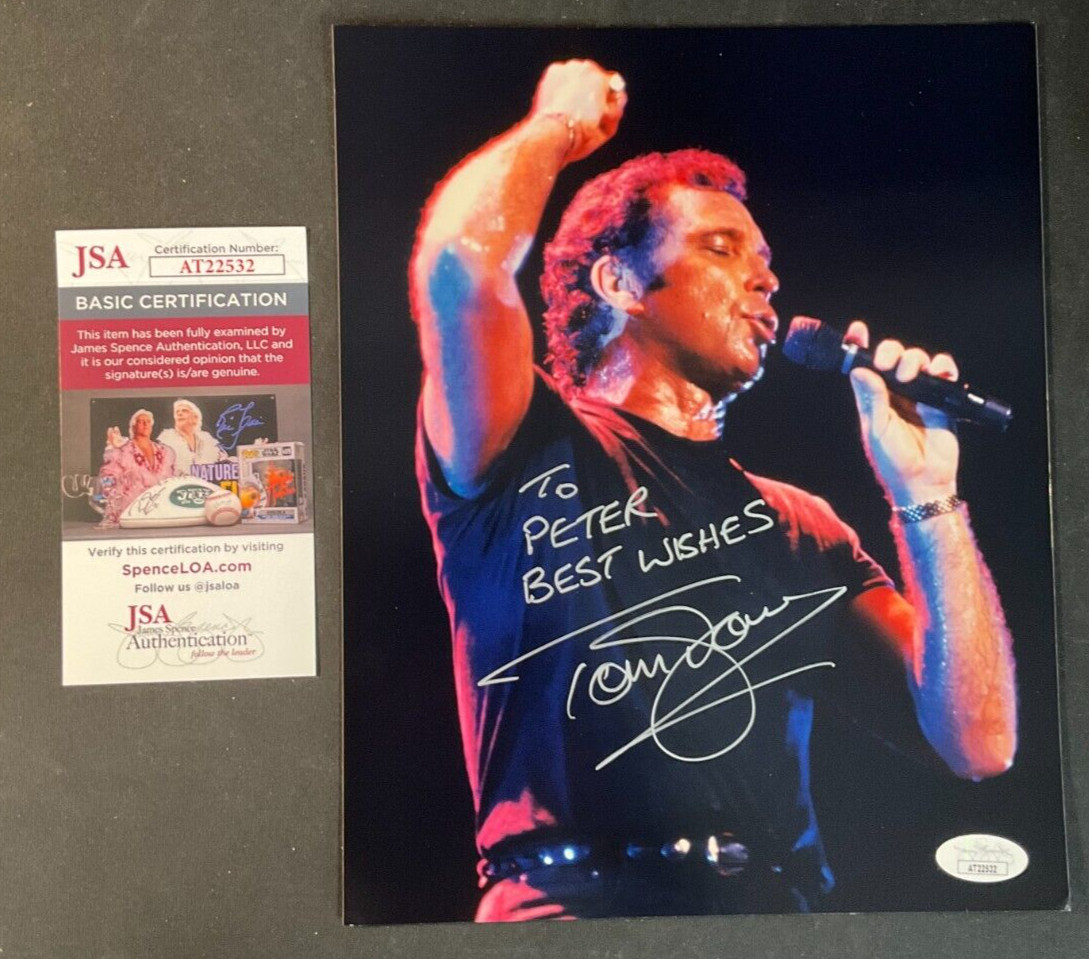 JSA
Certification Number:
AT22532
BASIC CERTIFICATION
This item has been fully examined by
James Spence Authentication, LLC and
it is our considered opinion that the
signature(s) is/are genuine.
NATURE
Verify this certification by visiting
SpenceLOA.com
Follow us @jsaloa
JSA
James Spence
Authentication
follow the leader
TO
PETER
BEST WISHES
Tom Jones
AT22532